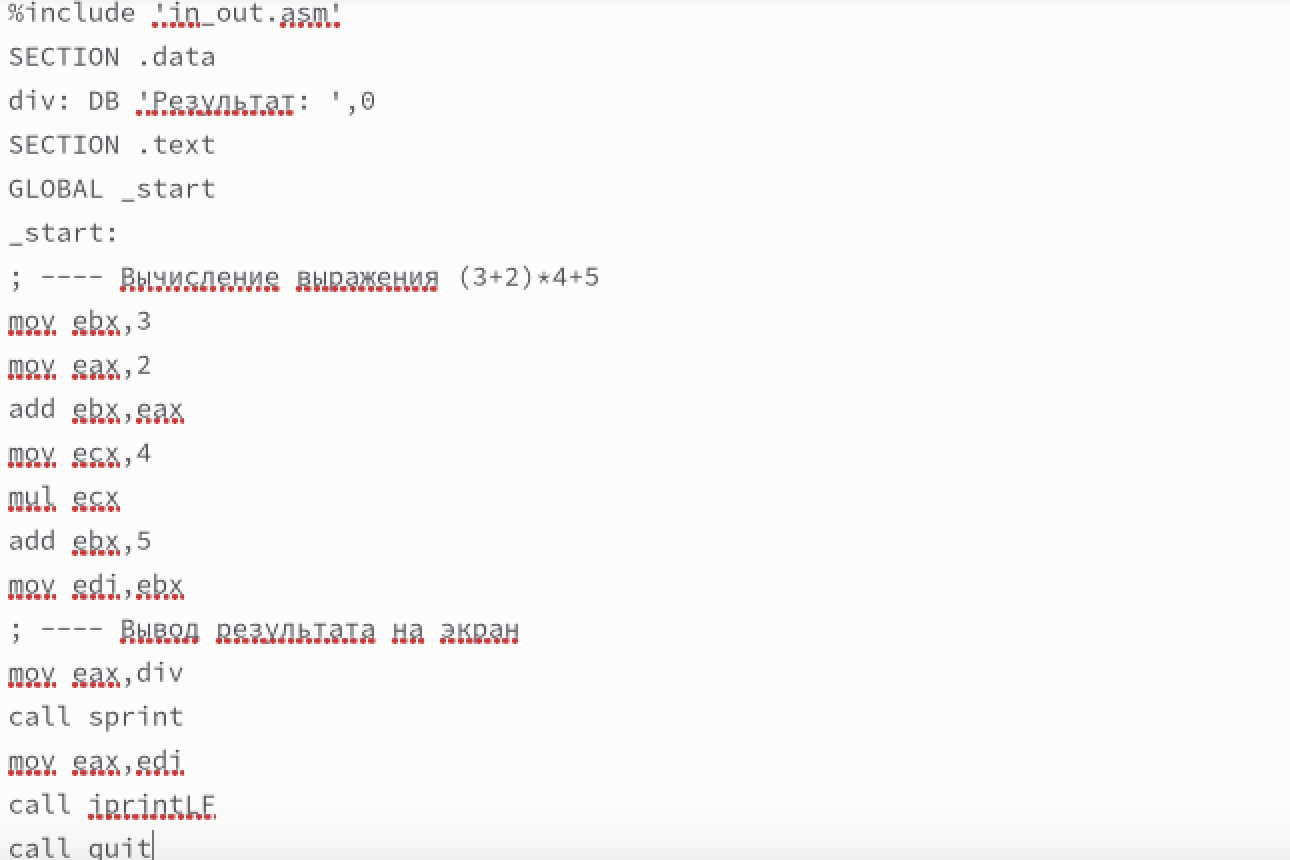 %include 'in_out.asm'
SECTION .data
div: DB 'Результат: ',0
SECTION .text
GLOBAL _start
_start:
; ---- Вычисление выражения (3+2)*4+5
mov ebx,3
mov eax,2
add ebx,eax
mov ecx,4
mul ecx
add ebx,5
mov edi,ebx
; ---- Вывод результата на экран
mov eax,div
call sprint
mov eax,edi
call iprintLF
call quit